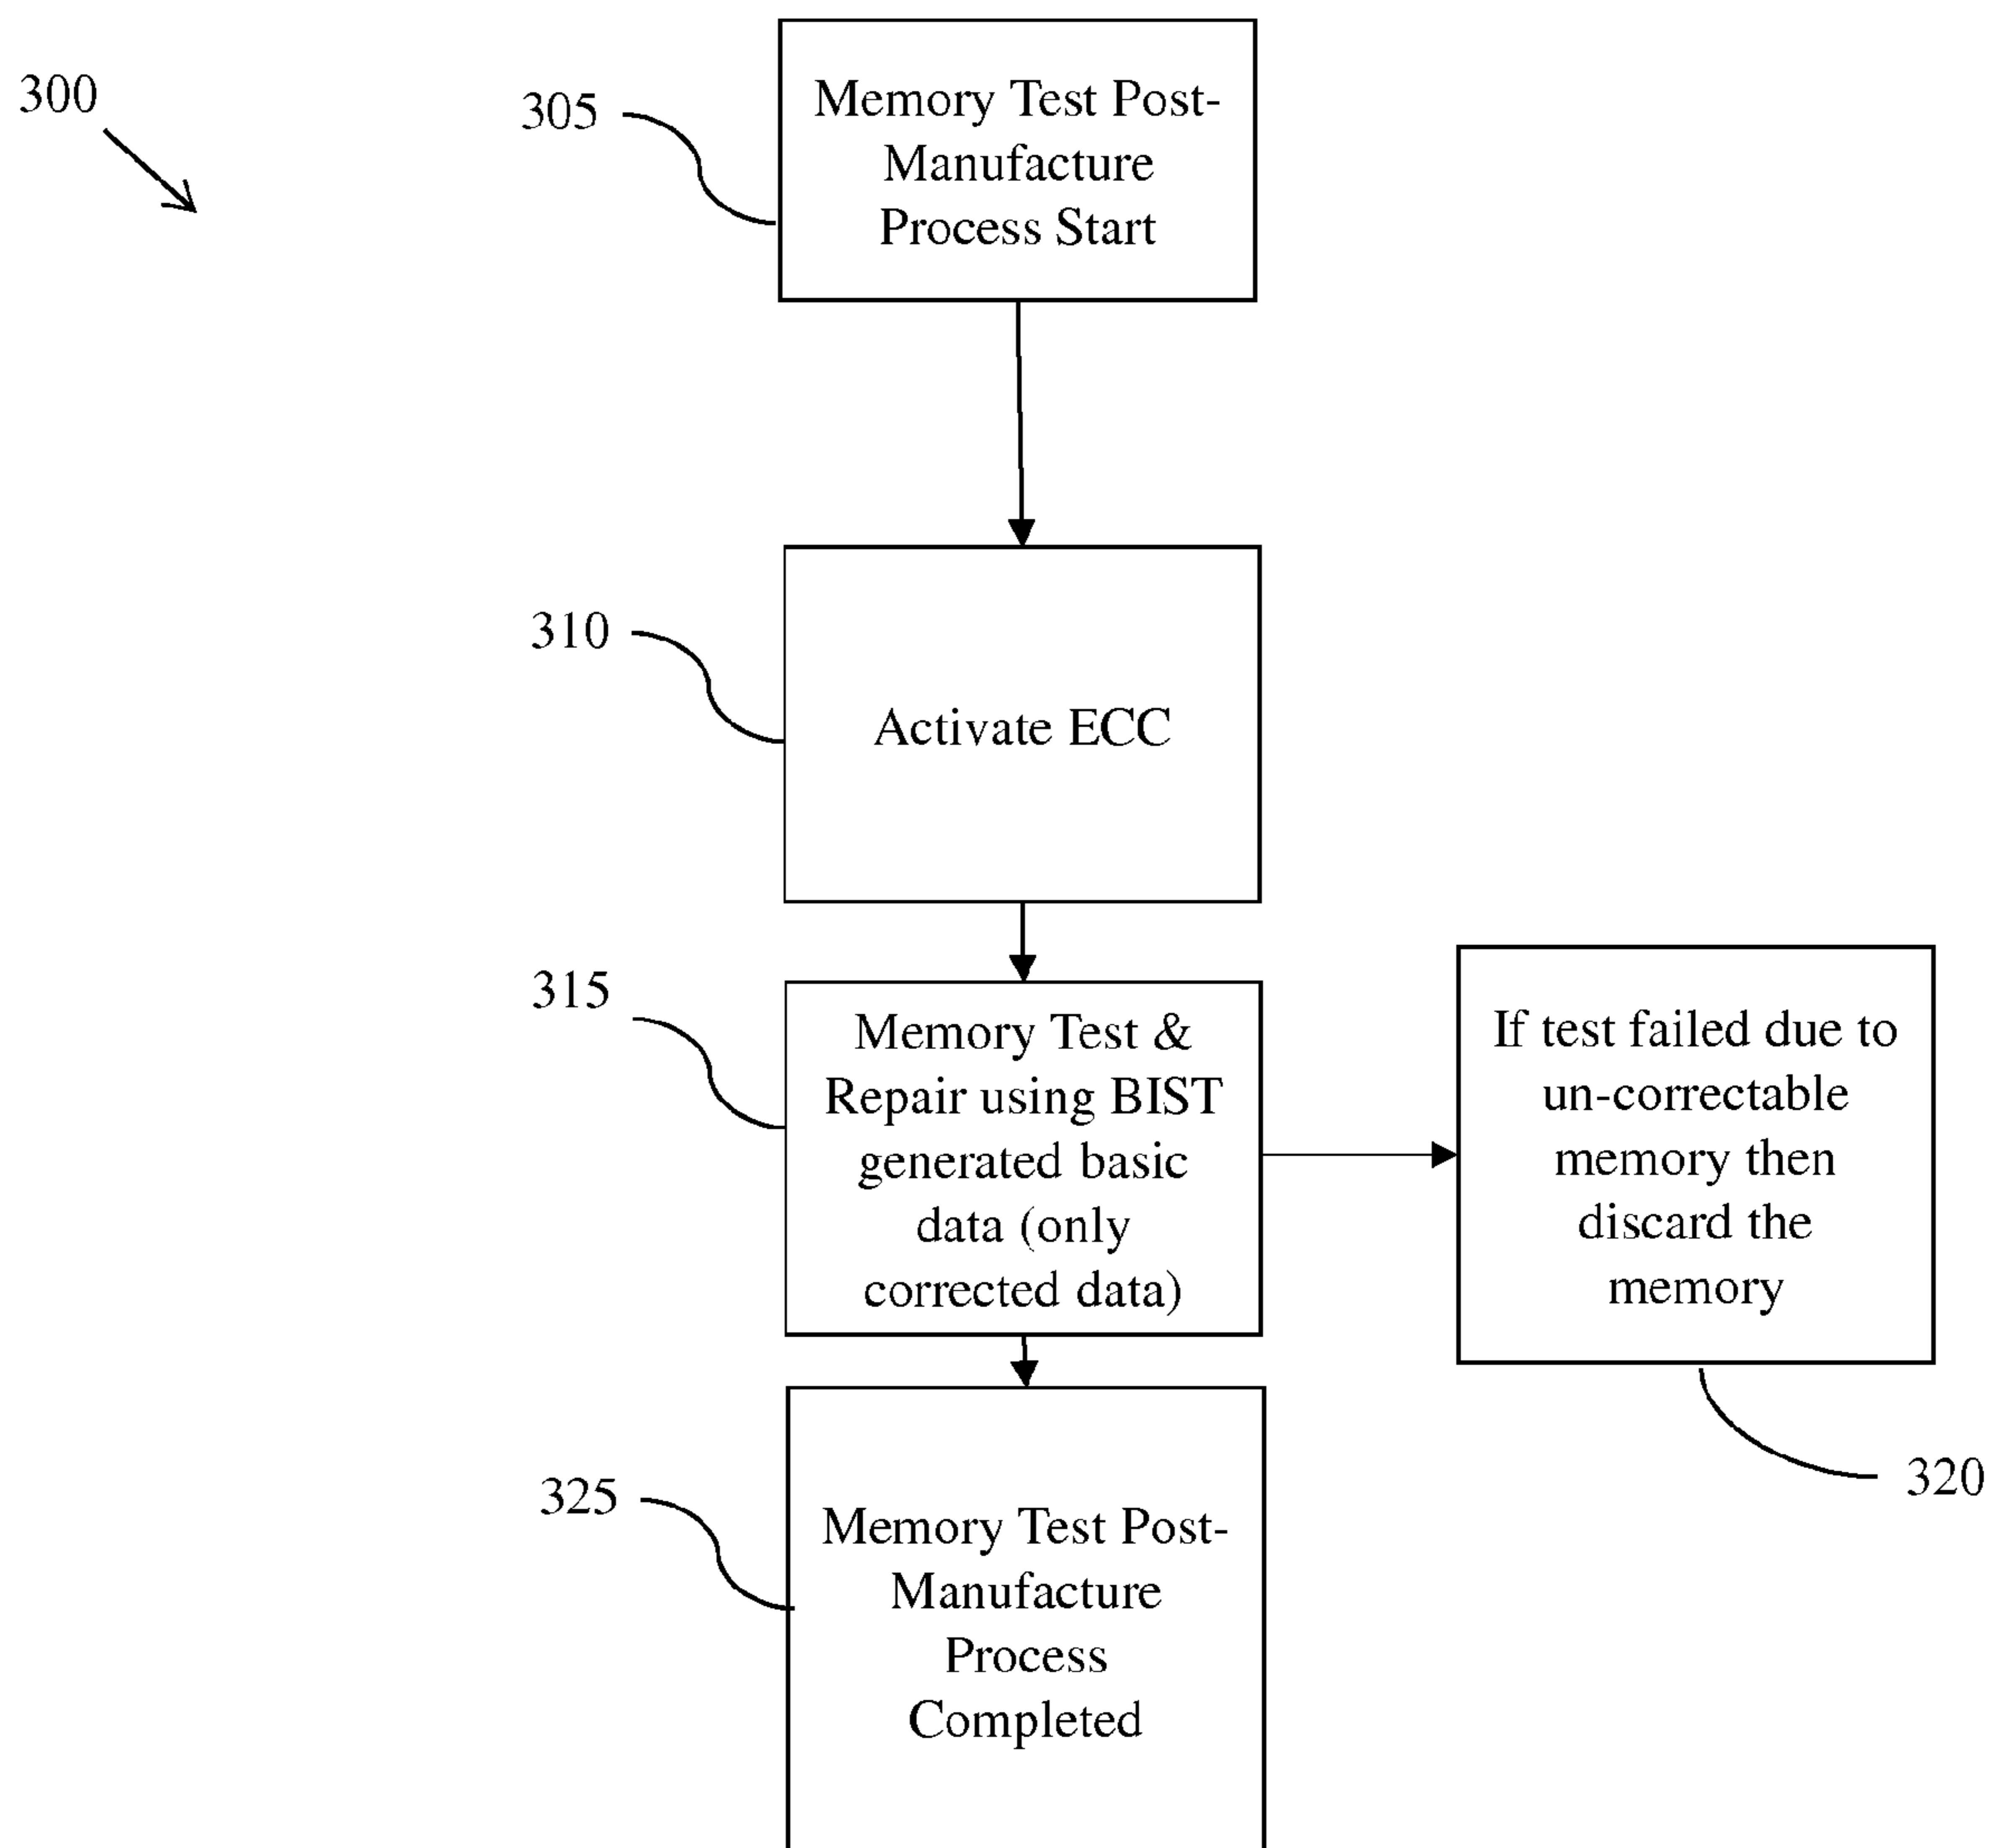 300
305
Memory Test Post-
Manufacture
Process Start
310
Activate ECC
315
Memory Test &
Repair using BIST
generated basic
data (only
corrected data)
If test failed due to
un-correctable
memory then
discard the
memory
320
325
Memory Test Post-
Manufacture
Process
Completed